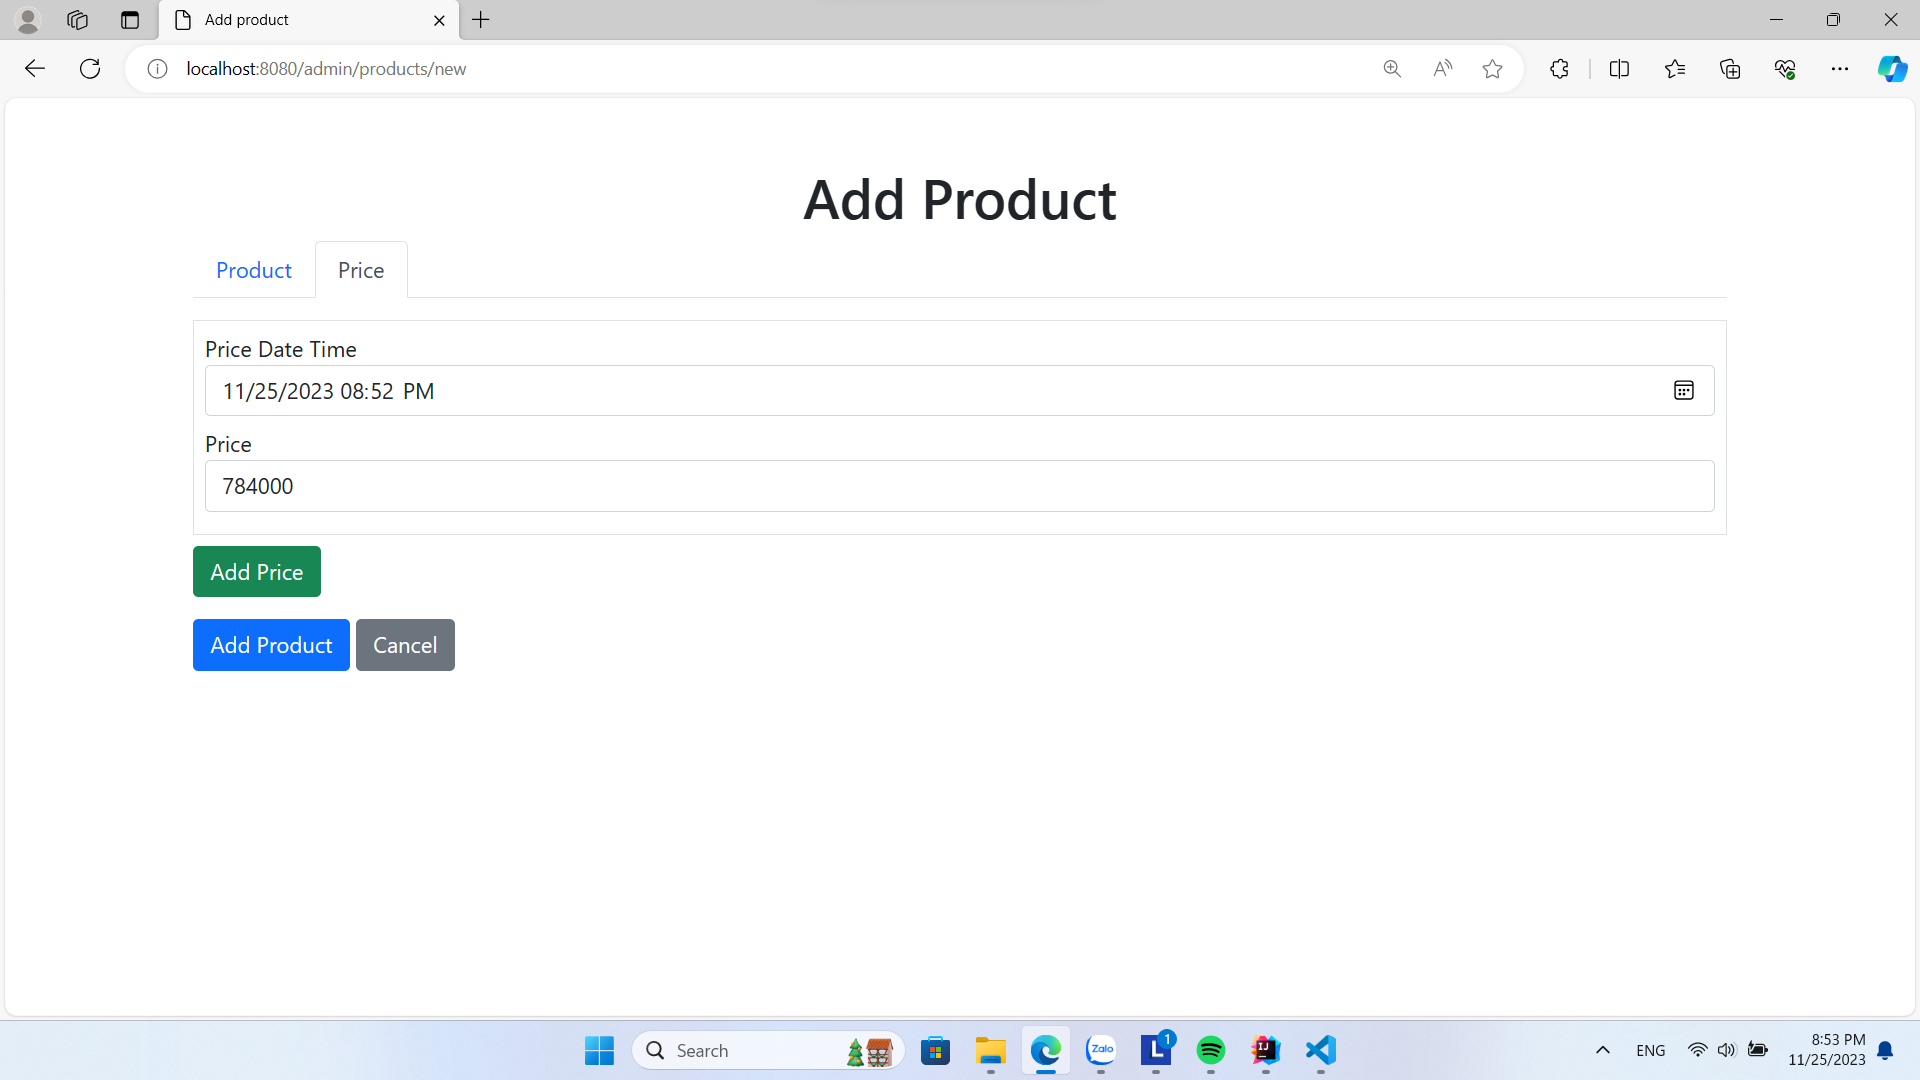 Add product
localhost:8080/admin/products/new
Add Product
Product
Price
Price Date Time
11/25/2023 08:52 PM
Price
784000
Add Price
Add Product
Cancel
Search
Zalo
L
1
IJ
ENG
8:53 PM
11/25/2023